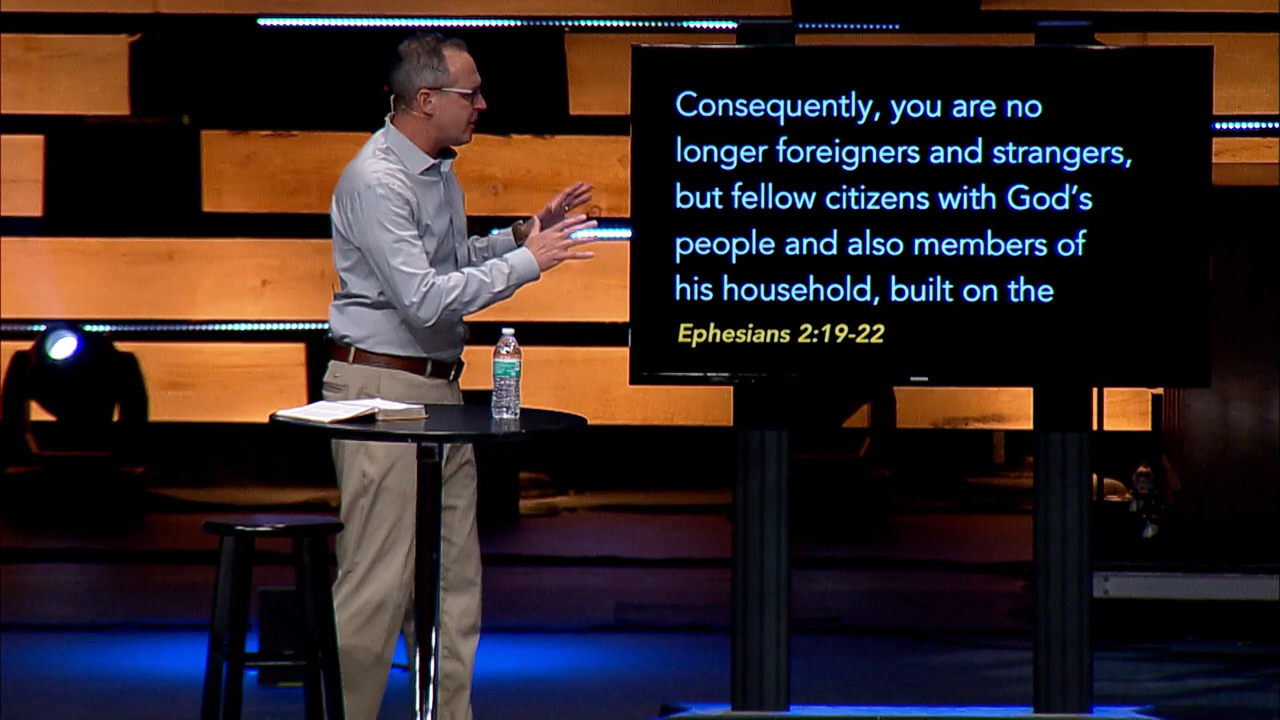 Consequently, you are no
longer foreigners and strangers,
but fellow citizens with God's
people and also members of
his household, built on the
Ephesians 2:19-22